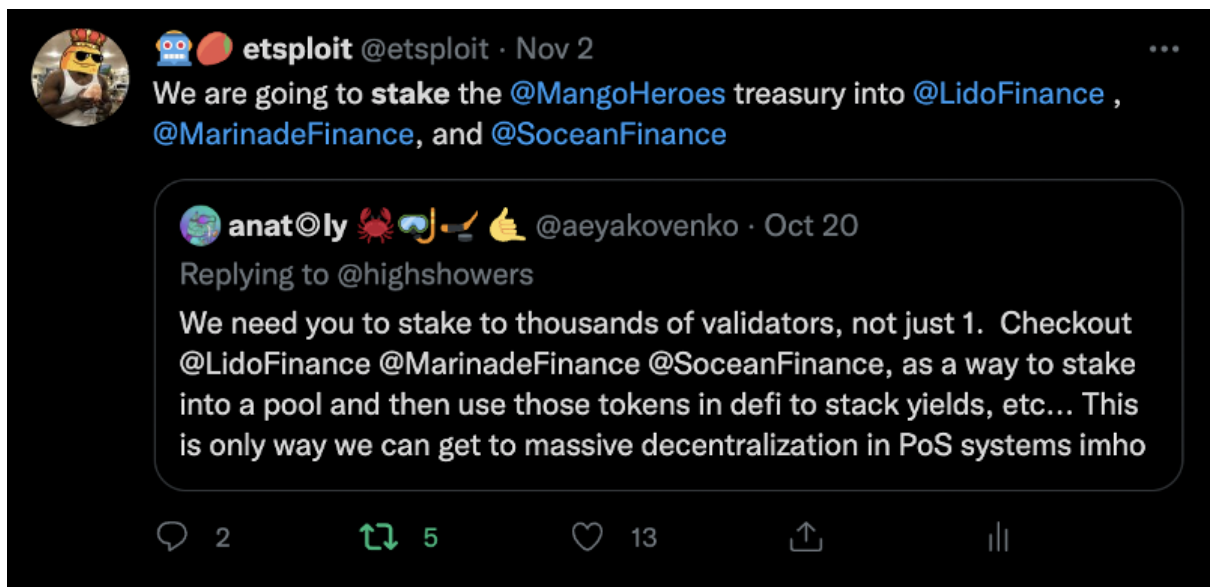 🤖🥭 etsploit @etsploit · Nov 2
We are going to stake the @MangoHeroes treasury into @LidoFinance ,
@MarinadeFinance, and @SoceanFinance
anat◎ly 🦀🤿🏒🤙 @aeyakovenko · Oct 20
Replying to @highshowers
We need you to stake to thousands of validators, not just 1.  Checkout
@LidoFinance @MarinadeFinance @SoceanFinance, as a way to stake
into a pool and then use those tokens in defi to stack yields, etc... This
is only way we can get to massive decentralization in PoS systems imho
2 5 13